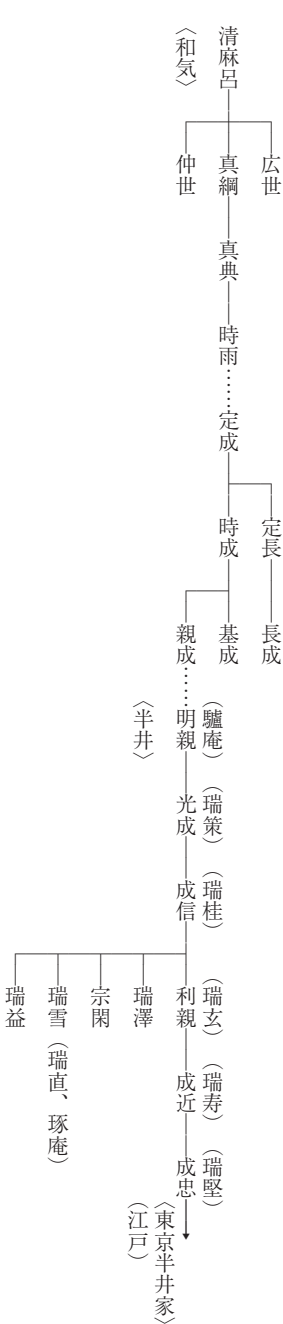 清麻呂
〈和気〉
広世
真綱
仲世
真典
時雨……定成
定長
長成
時成
基成
親成……明親
（驢庵）
〈半井〉
光成
（瑞策）
成信
（瑞桂）
利親
（瑞玄）
瑞澤
宗閑
瑞雪（瑞直、琢庵）
瑞益
成近
（瑞寿）
成忠
（瑞堅）
〈東京半井家〉
（江戸）